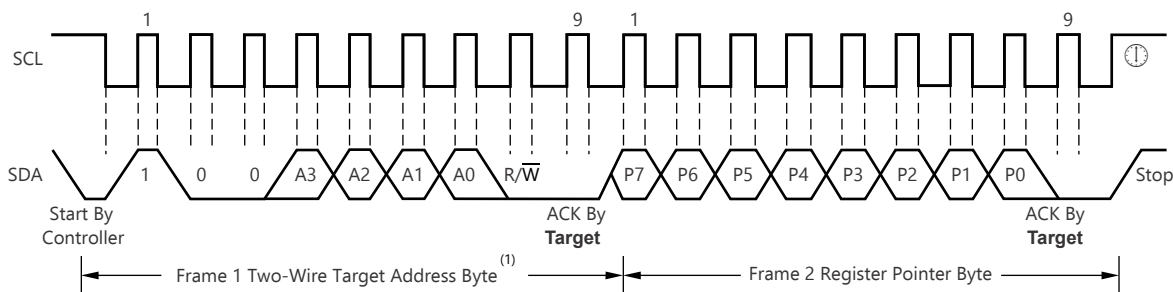 1 9 1 9
SCL
SDA 1 0 0 A3 A2 A1 A0 R/W̅ P7 P6 P5 P4 P3 P2 P1 P0 Stop
Start By ACK By ACK By
Controller Target Target
Frame 1 Two-Wire Target Address Byte(1) Frame 2 Register Pointer Byte